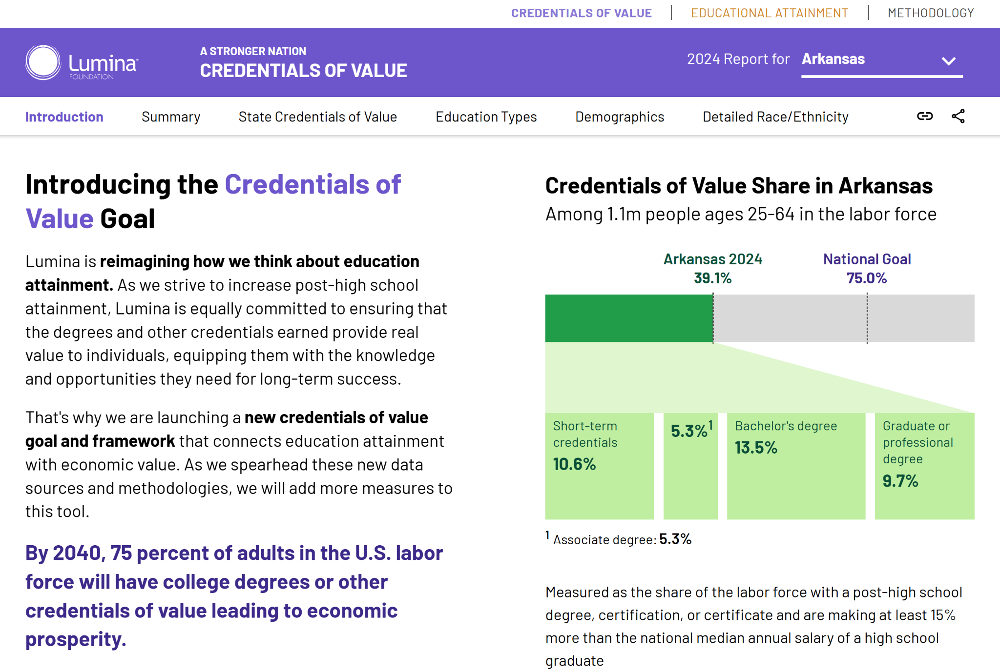 CREDENTIALS OF VALUE
EDUCATIONAL ATTAINMENT
METHODOLOGY
Lumina™
FOUNDATION
A STRONGER NATION
CREDENTIALS OF VALUE
2024 Report for Arkansas
Introduction
Summary
State Credentials of Value
Education Types
Demographics
Detailed Race/Ethnicity
Introducing the Credentials of
Value Goal
Lumina is reimagining how we think about education
attainment. As we strive to increase post-high school
attainment, Lumina is equally committed to ensuring that
the degrees and other credentials earned provide real
value to individuals, equipping them with the knowledge
and opportunities they need for long-term success.
That's why we are launching a new credentials of value
goal and framework that connects education attainment
with economic value. As we spearhead these new data
sources and methodologies, we will add more measures to
this tool.
By 2040, 75 percent of adults in the U.S. labor
force will have college degrees or other
credentials of value leading to economic
prosperity.
Credentials of Value Share in Arkansas
Among 1.1m people ages 25-64 in the labor force
Arkansas 2024
39.1%
National Goal
75.0%
Short-term
credentials
10.6%
5.3%¹
Bachelor's degree
13.5%
Graduate or
professional
degree
9.7%
¹ Associate degree: 5.3%
Measured as the share of the labor force with a post-high school
degree, certification, or certificate and are making at least 15%
more than the national median annual salary of a high school
graduate